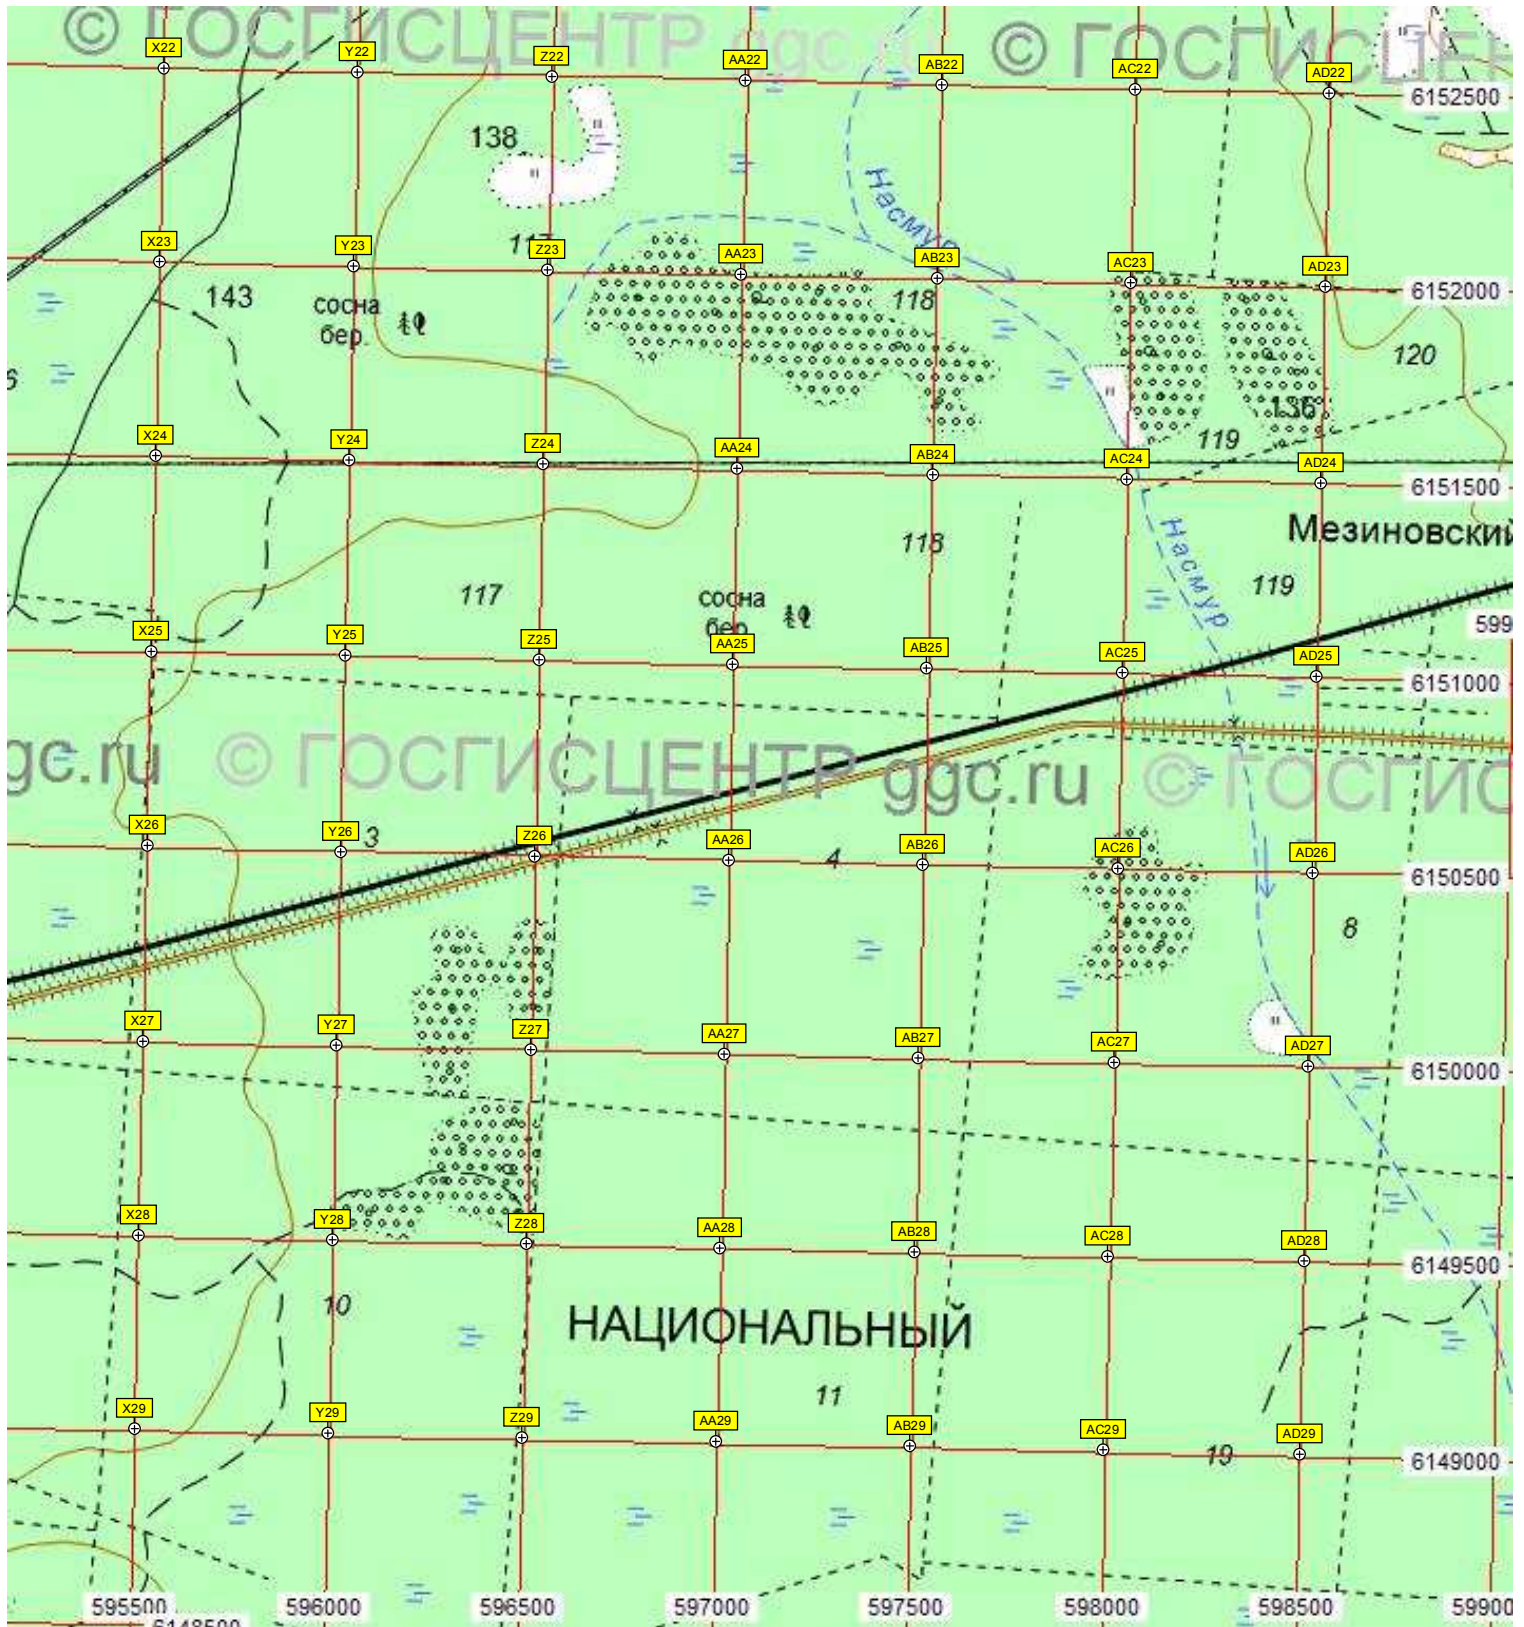 © ГОСГИСЦЕНТР ggc.ru © ГОСГИСЦЕНТР
X22 Y22 Z22 AA22 AB22 AC22 AD22
6152500
138
Насмур
117
X23 Y23 Z23 AA23 AB23 AC23 AD23
6152000
143
сосна
бер.
118
120
6
136
119
X24 Y24 Z24 AA24 AB24 AC24 AD24
6151500
Мезиновский
118
Насмур
117
сосна
бер.
119
599
X25 Y25 Z25 AA25 AB25 AC25 AD25
6151000
gc.ru © ГОСГИСЦЕНТР ggc.ru © ГОСГИС
X26 Y26 Z26 AA26 AB26 AC26 AD26
3
4
6150500
8
X27 Y27 Z27 AA27 AB27 AC27 AD27
6150000
X28 Y28 Z28 AA28 AB28 AC28 AD28
6149500
10
НАЦИОНАЛЬНЫЙ
11
X29 Y29 Z29 AA29 AB29 AC29 AD29
19
6149000
595500 596000 596500 597000 597500 598000 598500 59900
6148500